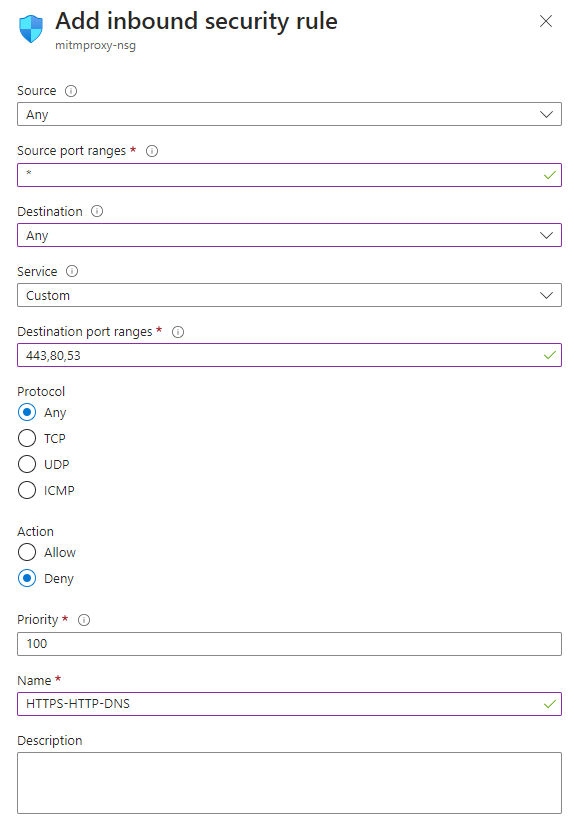 Add inbound security rule
mitmproxy-nsg
Source
Any
Source port ranges *
*
Destination
Any
Service
Custom
Destination port ranges *
443,80,53
Protocol
Any
TCP
UDP
ICMP
Action
Allow
Deny
Priority *
100
Name *
HTTPS-HTTP-DNS
Description